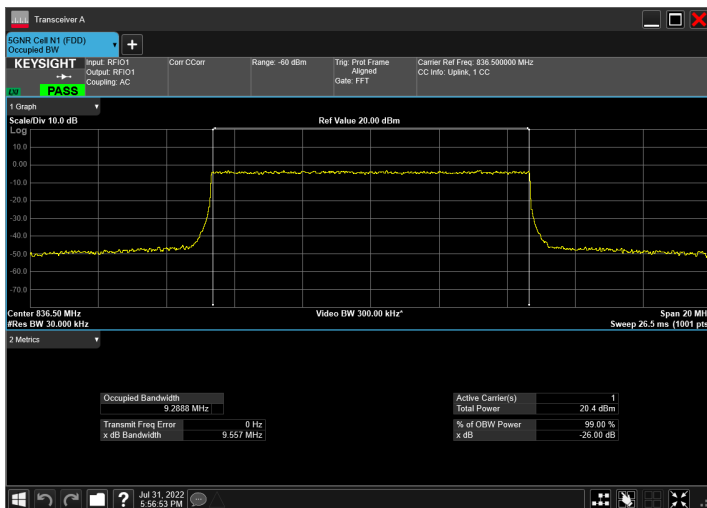 Transceiver A
5GNR Cell N1 (FDD)
Occupied BW
KEYSIGHT
LXI
PASS
Input: RFIO1
Output: RFIO1
Coupling: AC
Corr CCorr
Range: -60 dBm
Trig: Prot Frame
Aligned
Gate: FFT
Carrier Ref Freq: 836.500000 MHz
CC Info: Uplink, 1 CC
1 Graph
Scale/Div 10.0 dB
Ref Value 20.00 dBm
Log
10.0
0.00
-10.0
-20.0
-30.0
-40.0
-50.0
-60.0
-70.0
Center 836.50 MHz
Video BW 300.00 kHz*
Span 20 MH
#Res BW 30.000 kHz
Sweep 26.5 ms (1001 pts
2 Metrics
Occupied Bandwidth
9.2888 MHz
Transmit Freq Error 0 Hz
x dB Bandwidth 9.557 MHz
Active Carrier(s) 1
Total Power 20.4 dBm
% of OBW Power 99.00 %
x dB -26.00 dB
?
Jul 31, 2022
5:56:53 PM